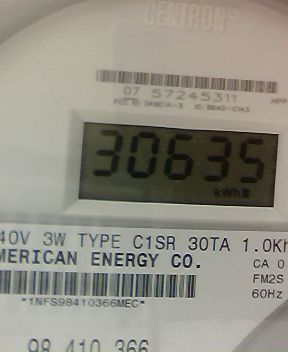 CENTRON®
07 57245311
30635
kWh
40V 3W TYPE C1SR 30TA 1.0Kh
MERICAN ENERGY CO.
CA 0
FM2S
*1NFS98410366MEC*
60Hz
98 410 366